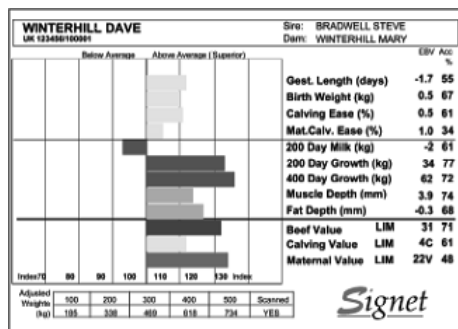 WINTERHILL DAVE
UK 123456/100001
Sire: BRADWELL STEVE
Dam: WINTERHILL MARY
Below Average Above Average (Superior)
EBV Acc
%
Gest. Length (days) -1.7 55
Birth Weight (kg) 0.5 67
Calving Ease (%) 0.5 61
Mat.Calv. Ease (%) 1.0 34
200 Day Milk (kg) -2 61
200 Day Growth (kg) 34 77
400 Day Growth (kg) 62 72
Muscle Depth (mm) 3.9 74
Fat Depth (mm) -0.3 68
Beef Value LIM 31 71
Calving Value LIM 4C 61
Maternal Value LIM 22V 48
Index70 80 90 100 110 120 130 Index
Adjusted Weights (kg)
100 200 300 400 500 Scanned
185 338 469 618 734 YES
Signet